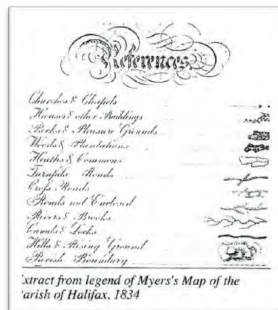 References
Churches & Chapels
Houses & other Buildings
Parks & Pleasure Grounds
Woods & Plantations
Heaths & Commons
Turnpike Roads
Cross Roads
Roads not Enclosed
Rivers & Brooks
Canals & Locks
Hills & Rising Ground
Parish Boundary
xtract from legend of Myers's Map of the
arish of Halifax, 1834